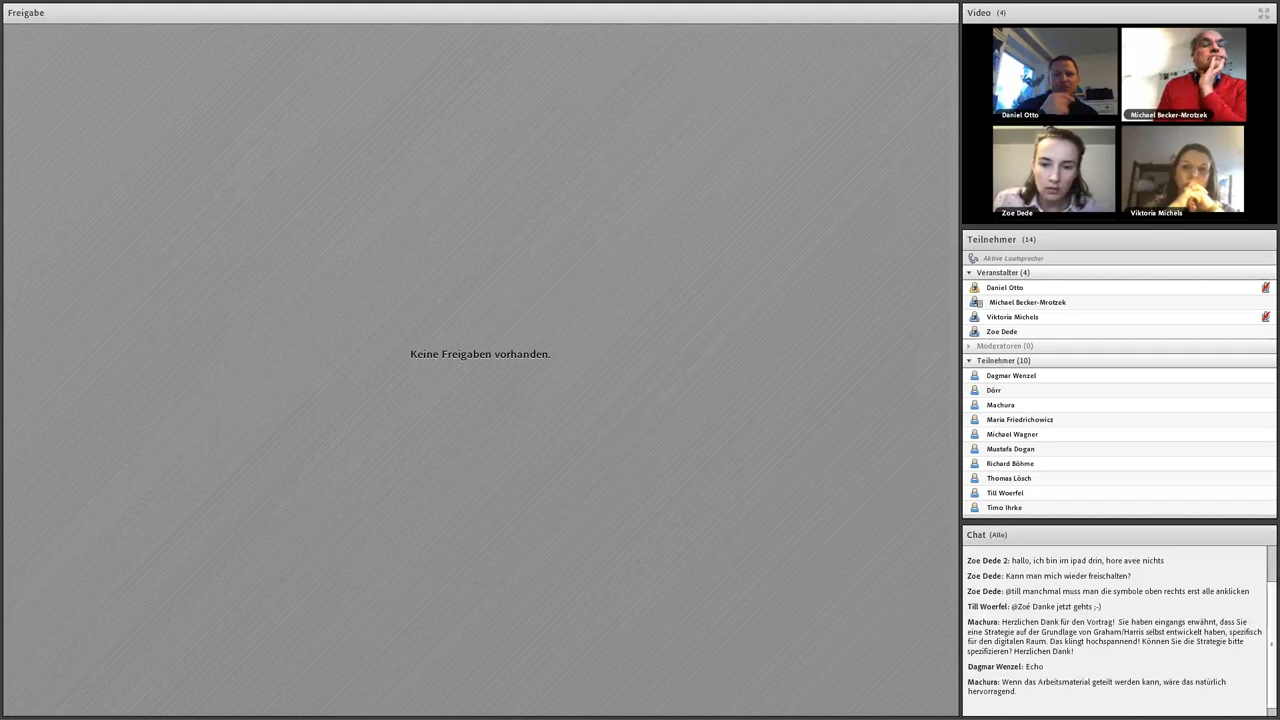 Freigabe
Keine Freigaben vorhanden.
Video (4)
Daniel Otto
Michael Becker-Mrotzek
Zoe Dede
Viktoria Michels
Teilnehmer (14)
Aktive Lautsprecher
Veranstalter (4)
Daniel Otto
Michael Becker-Mrotzek
Viktoria Michels
Zoe Dede
Moderatoren (0)
Teilnehmer (10)
Dagmar Wenzel
Dörr
Machura
Maria Friedrichowicz
Michael Wagner
Mustafa Dogan
Richard Böhme
Thomas Lösch
Till Woerfel
Timo Ihrke
Chat (Alle)
Zoe Dede 2: hallo, ich bin im ipad drin, hore avee nichts
Zoe Dede: Kann man mich wieder freischalten?
Zoe Dede: @till manchmal muss man die symbole oben rechts erst alle anklicken
Till Woerfel: @Zoé Danke jetzt gehts ;-)
Machura: Herzlichen Dank für den Vortrag! Sie haben eingangs erwähnt, dass Sie
eine Strategie auf der Grundlage von Graham/Harris selbst entwickelt haben, spezifisch
für den digitalen Raum. Das klingt hochspannend! Können Sie die Strategie bitte
spezifizieren? Herzlichen Dank!
Dagmar Wenzel: Echo
Machura: Wenn das Arbeitsmaterial geteilt werden kann, wäre das natürlich
hervorragend.